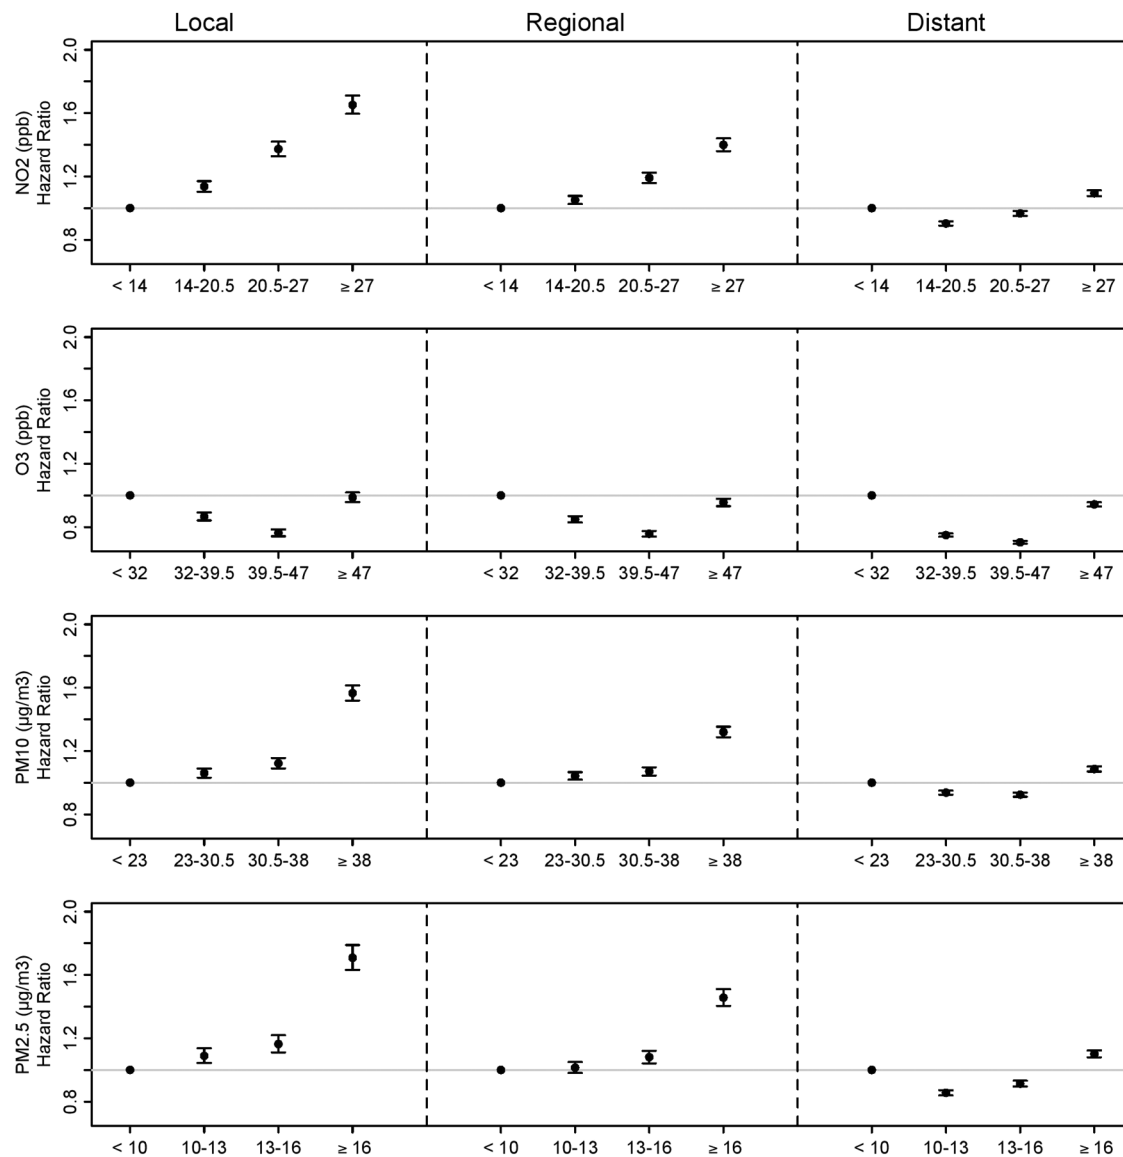 Local Regional Distant
NO2 (ppb)
Hazard Ratio
0.8 1.2 1.6 2.0
< 14 14-20.5 20.5-27 ≥ 27 < 14 14-20.5 20.5-27 ≥ 27 < 14 14-20.5 20.5-27 ≥ 27
O3 (ppb)
Hazard Ratio
0.8 1.2 1.6 2.0
< 32 32-39.5 39.5-47 ≥ 47 < 32 32-39.5 39.5-47 ≥ 47 < 32 32-39.5 39.5-47 ≥ 47
PM10 (µg/m3)
Hazard Ratio
0.8 1.2 1.6 2.0
< 23 23-30.5 30.5-38 ≥ 38 < 23 23-30.5 30.5-38 ≥ 38 < 23 23-30.5 30.5-38 ≥ 38
PM2.5 (µg/m3)
Hazard Ratio
0.8 1.2 1.6 2.0
< 10 10-13 13-16 ≥ 16 < 10 10-13 13-16 ≥ 16 < 10 10-13 13-16 ≥ 16